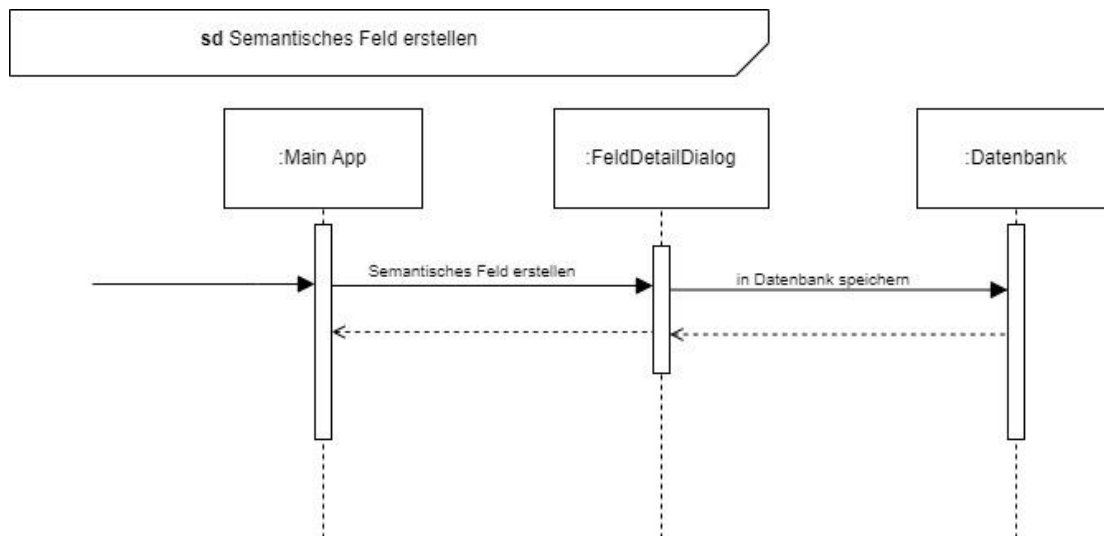 sd Semantisches Feld erstellen
:Main App
:FeldDetailDialog
:Datenbank
Semantisches Feld erstellen
in Datenbank speichern